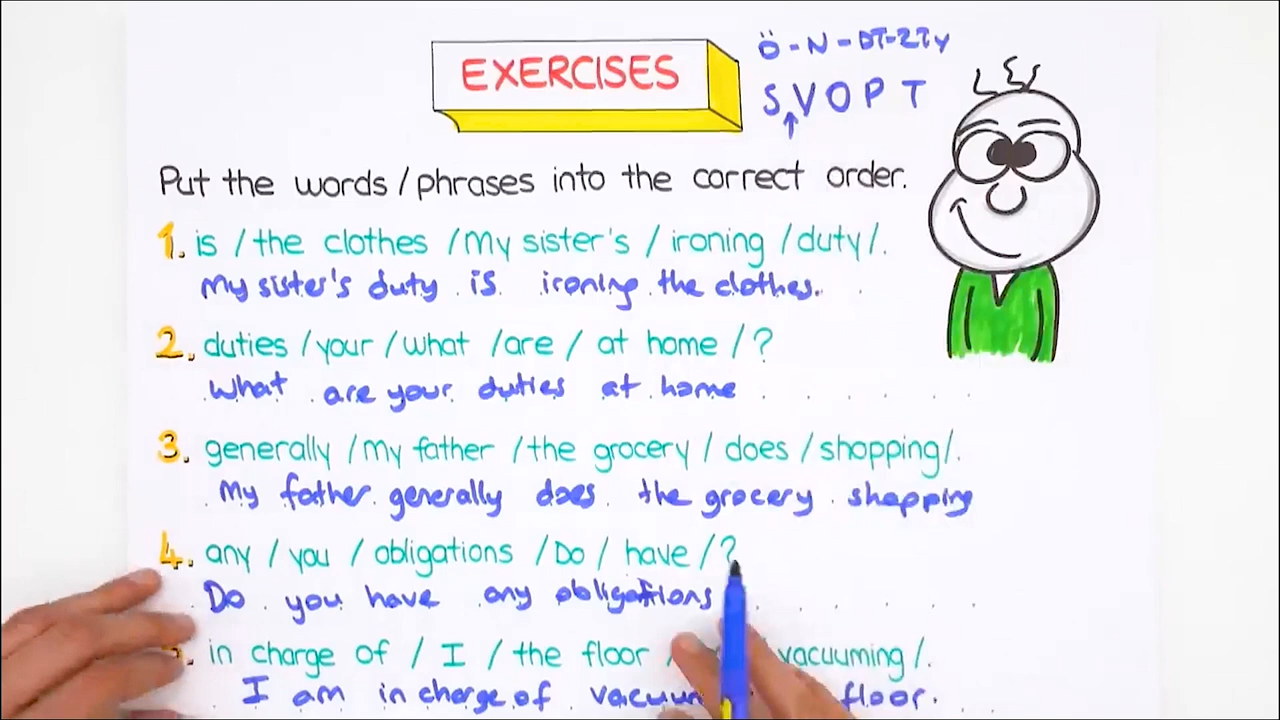 EXERCISES
Ö-N-DT-ZTY
S V O P T
Put the words / phrases into the correct order.
1. is / the clothes / My sister's / ironing / duty /.
My sister's duty is ironing the clothes.
2. duties / your / what / are / at home / ?
What are your duties at home
3. generally / My father / the grocery / does / shopping /.
My father generally does the grocery shopping
4. any / you / obligations / Do / have / ?
Do you have any obligations
in charge of / I / the floor / vacuuming /.
I am in charge of floor.